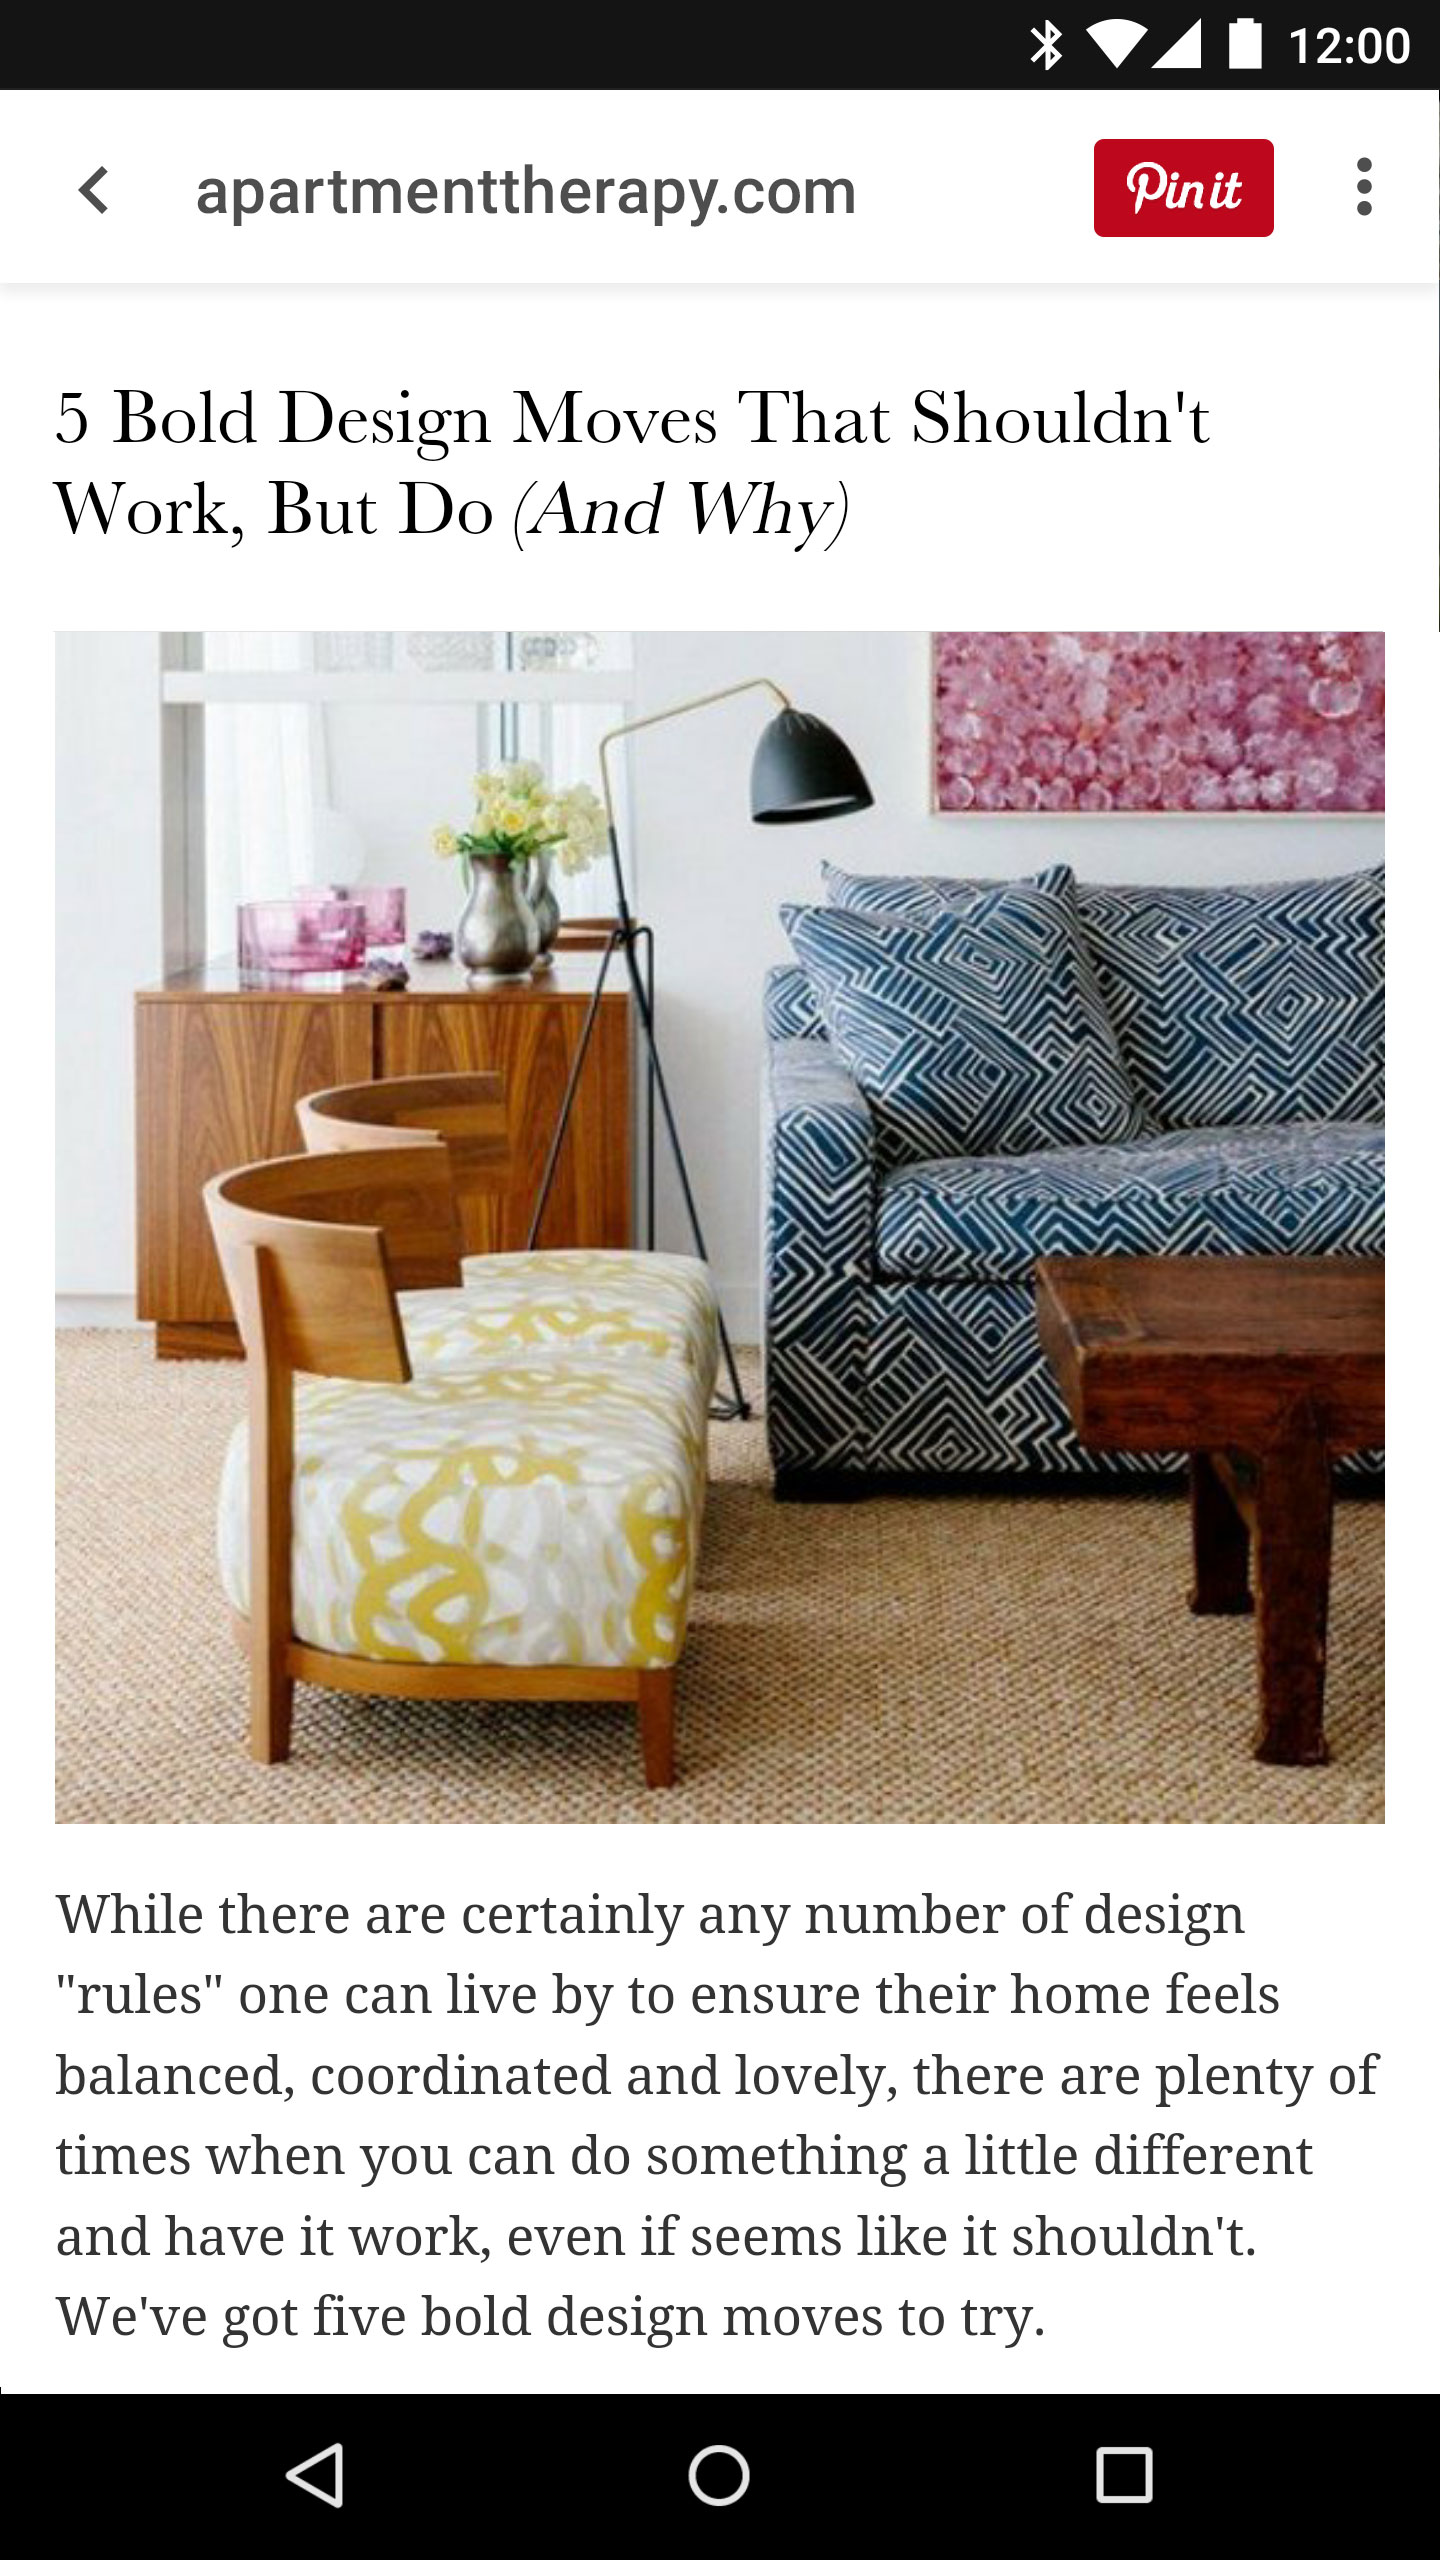 12:00
apartmenttherapy.com
Pin it
5 Bold Design Moves That Shouldn't
Work, But Do (And Why)
While there are certainly any number of design
"rules" one can live by to ensure their home feels
balanced, coordinated and lovely, there are plenty of
times when you can do something a little different
and have it work, even if seems like it shouldn't.
We've got five bold design moves to try.